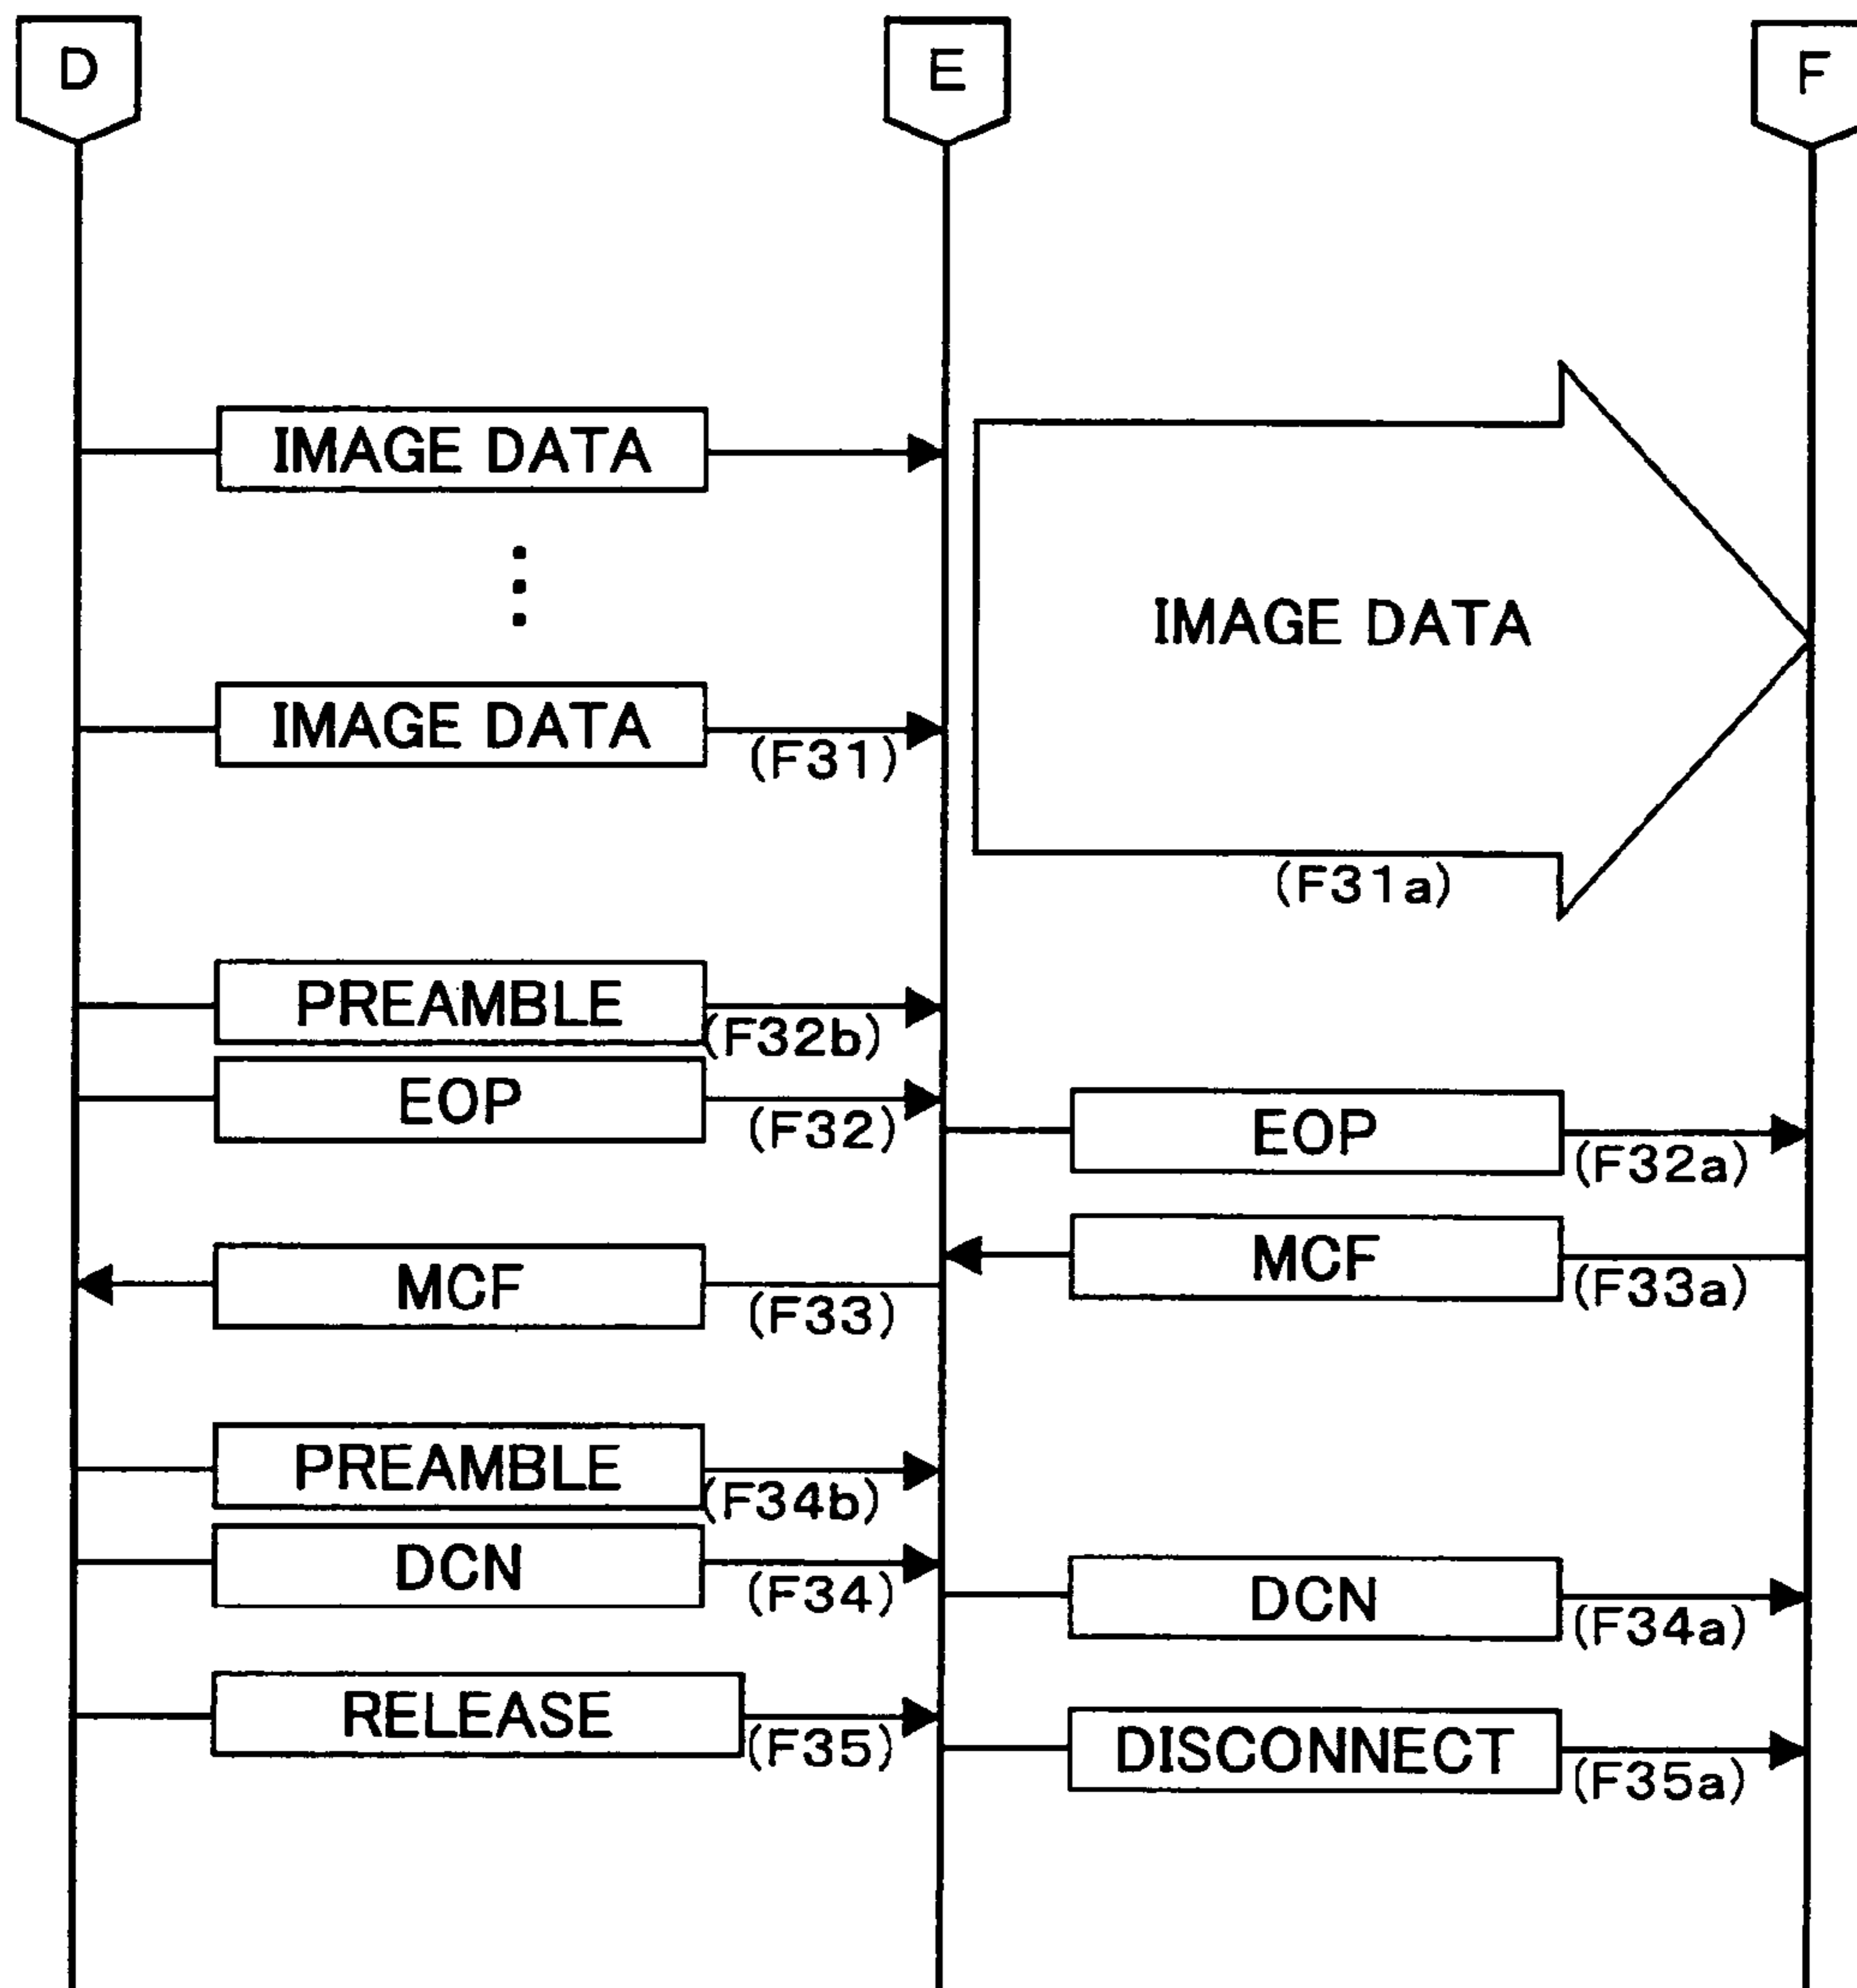 D
E
F
IMAGE DATA
IMAGE DATA
IMAGE DATA
(F31)
(F31a)
PREAMBLE
(F32b)
EOP
(F32)
EOP
(F32a)
MCF
(F33a)
MCF
(F33)
PREAMBLE
(F34b)
DCN
(F34)
DCN
(F34a)
RELEASE
(F35)
DISCONNECT
(F35a)